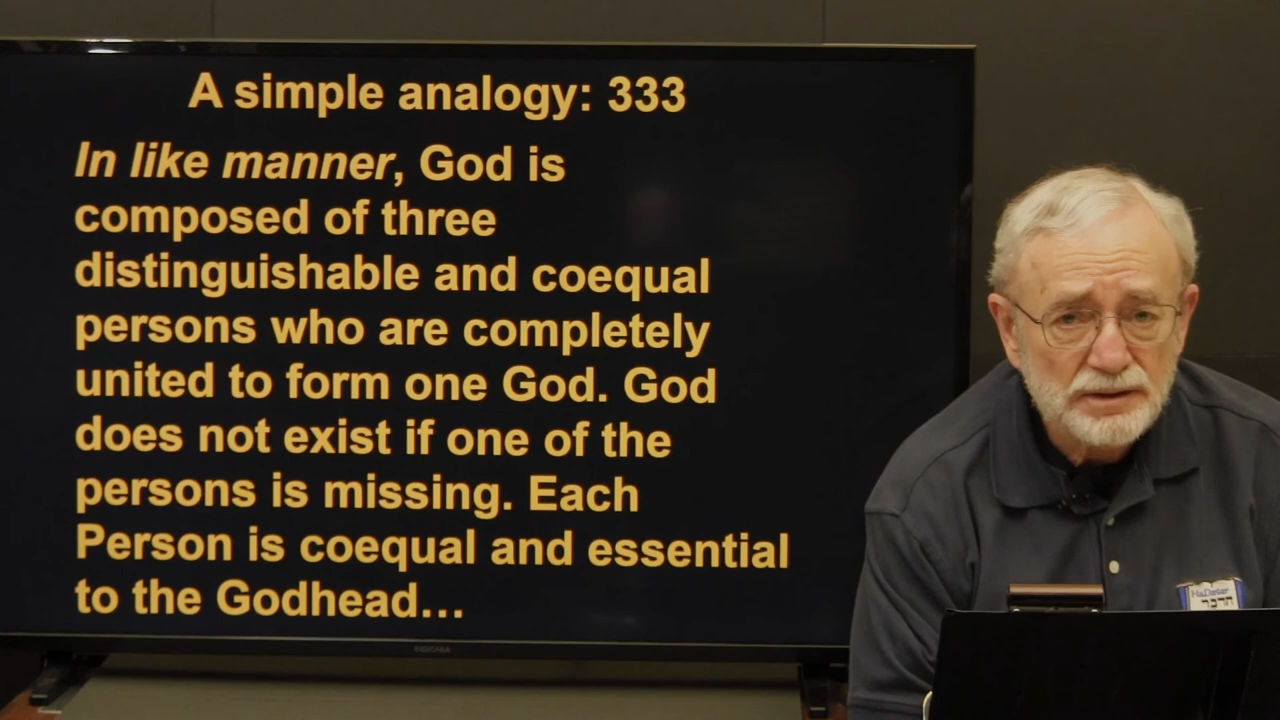 A simple analogy: 333
In like manner, God is
composed of three
distinguishable and coequal
persons who are completely
united to form one God. God
does not exist if one of the
persons is missing. Each
Person is coequal and essential
to the Godhead…
HaDavar
הדבר